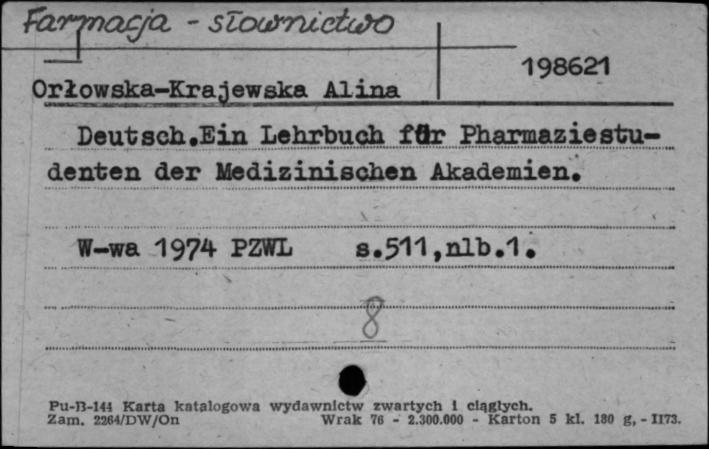 Farmacja - słownictwo
198621
Orłowska-Krajewska Alina
Deutsch.Ein Lehrbuch für Pharmaziestu-
denten der Medizinischen Akademien.
W-wa 1974 PZWL s.511,nlb.1.
8
Pu-B-144 Karta katalogowa wydawnictw zwartych i ciągłych.
Zam. 2264/DW/On Wrak 76 - 2.300.000 - Karton 5 kl. 180 g, - II73.